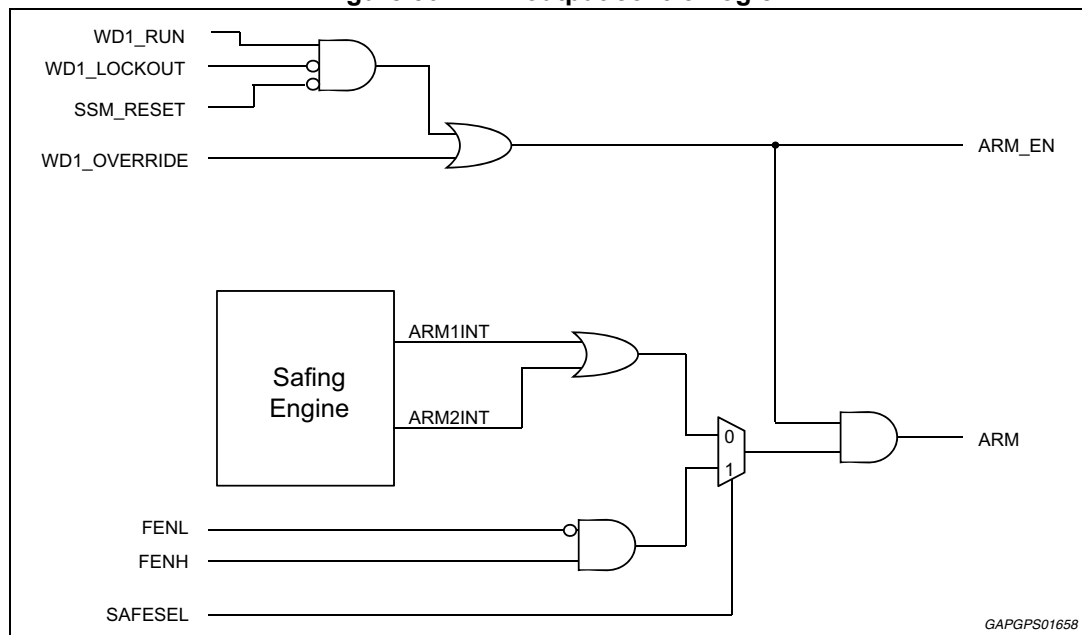 WD1_RUN
WD1_LOCKOUT
SSM_RESET
WD1_OVERRIDE
ARM_EN
ARM1INT
Safing
Engine
ARM2INT
0
1
ARM
FENL
FENH
SAFESEL
GAPGPS01658